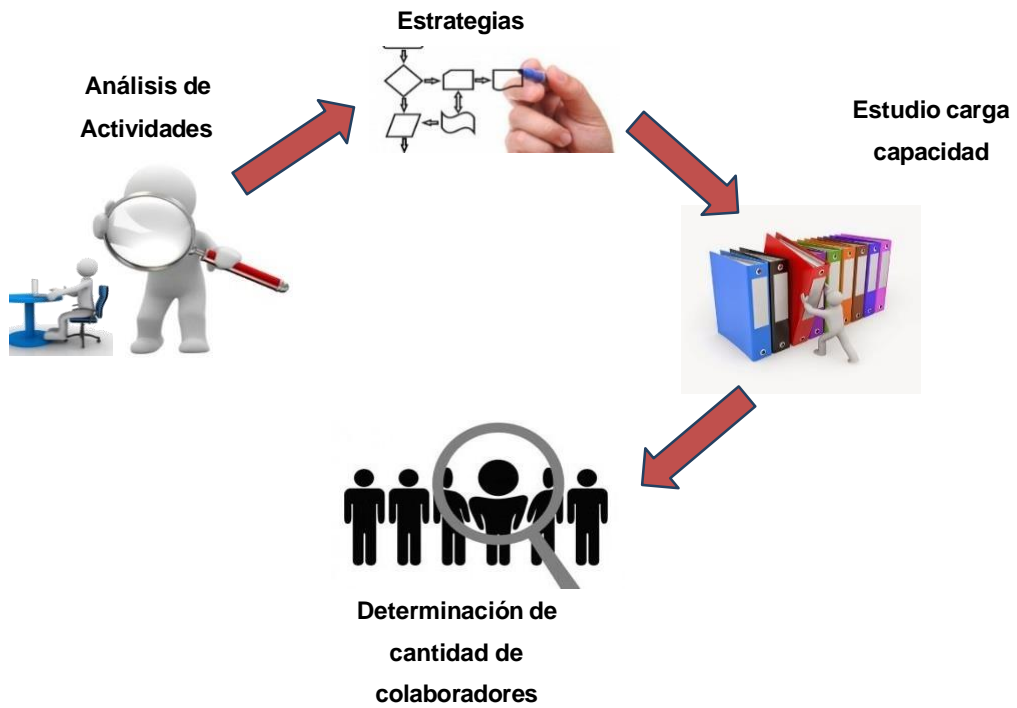 Estrategias
Análisis de
Actividades
Estudio carga
capacidad
Determinación de
cantidad de
colaboradores